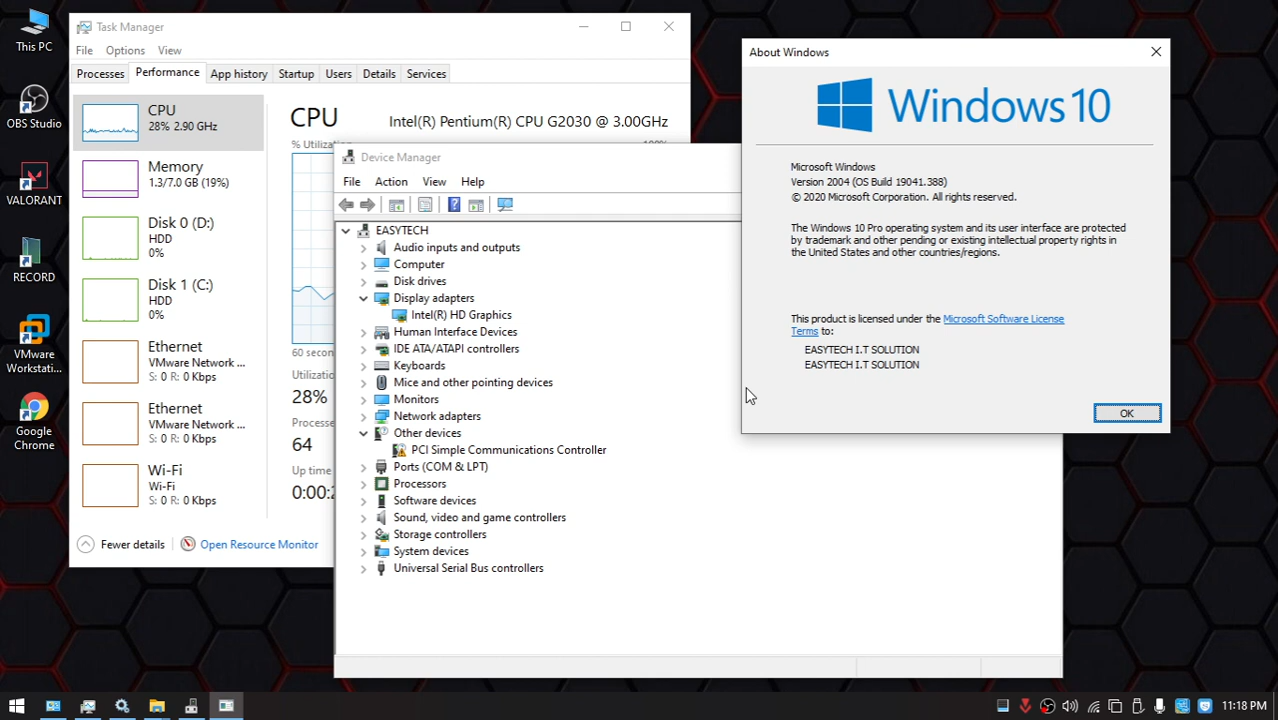 This PC
OBS Studio
VALORANT
RECORD
VMware
Workstati...
Google
Chrome
Task Manager
File Options View
Processes Performance App history Startup Users Details Services
CPU
28% 2.90 GHz
Memory
1.3/7.0 GB (19%)
Disk 0 (D:)
HDD
0%
Disk 1 (C:)
HDD
0%
Ethernet
VMware Network ...
S: 0 R: 0 Kbps
Ethernet
VMware Network ...
S: 0 R: 0 Kbps
Wi-Fi
Wi-Fi
S: 0 R: 0 Kbps
CPU Intel(R) Pentium(R) CPU G2030 @ 3.00GHz
% Utilization
60 secon
Utilizatio
28%
Processe
64
Up time
Fewer details Open Resource Monitor
Device Manager
File Action View Help
EASYTECH
Audio inputs and outputs
Computer
Disk drives
Display adapters
Intel(R) HD Graphics
Human Interface Devices
IDE ATA/ATAPI controllers
Keyboards
Mice and other pointing devices
Monitors
Network adapters
Other devices
PCI Simple Communications Controller
Ports (COM & LPT)
Processors
Software devices
Sound, video and game controllers
Storage controllers
System devices
Universal Serial Bus controllers
About Windows
Windows 10
Microsoft Windows
Version 2004 (OS Build 19041.388)
© 2020 Microsoft Corporation. All rights reserved.
The Windows 10 Pro operating system and its user interface are protected
by trademark and other pending or existing intellectual property rights in
the United States and other countries/regions.
This product is licensed under the Microsoft Software License
Terms to:
EASYTECH I.T SOLUTION
EASYTECH I.T SOLUTION
OK
11:18 PM